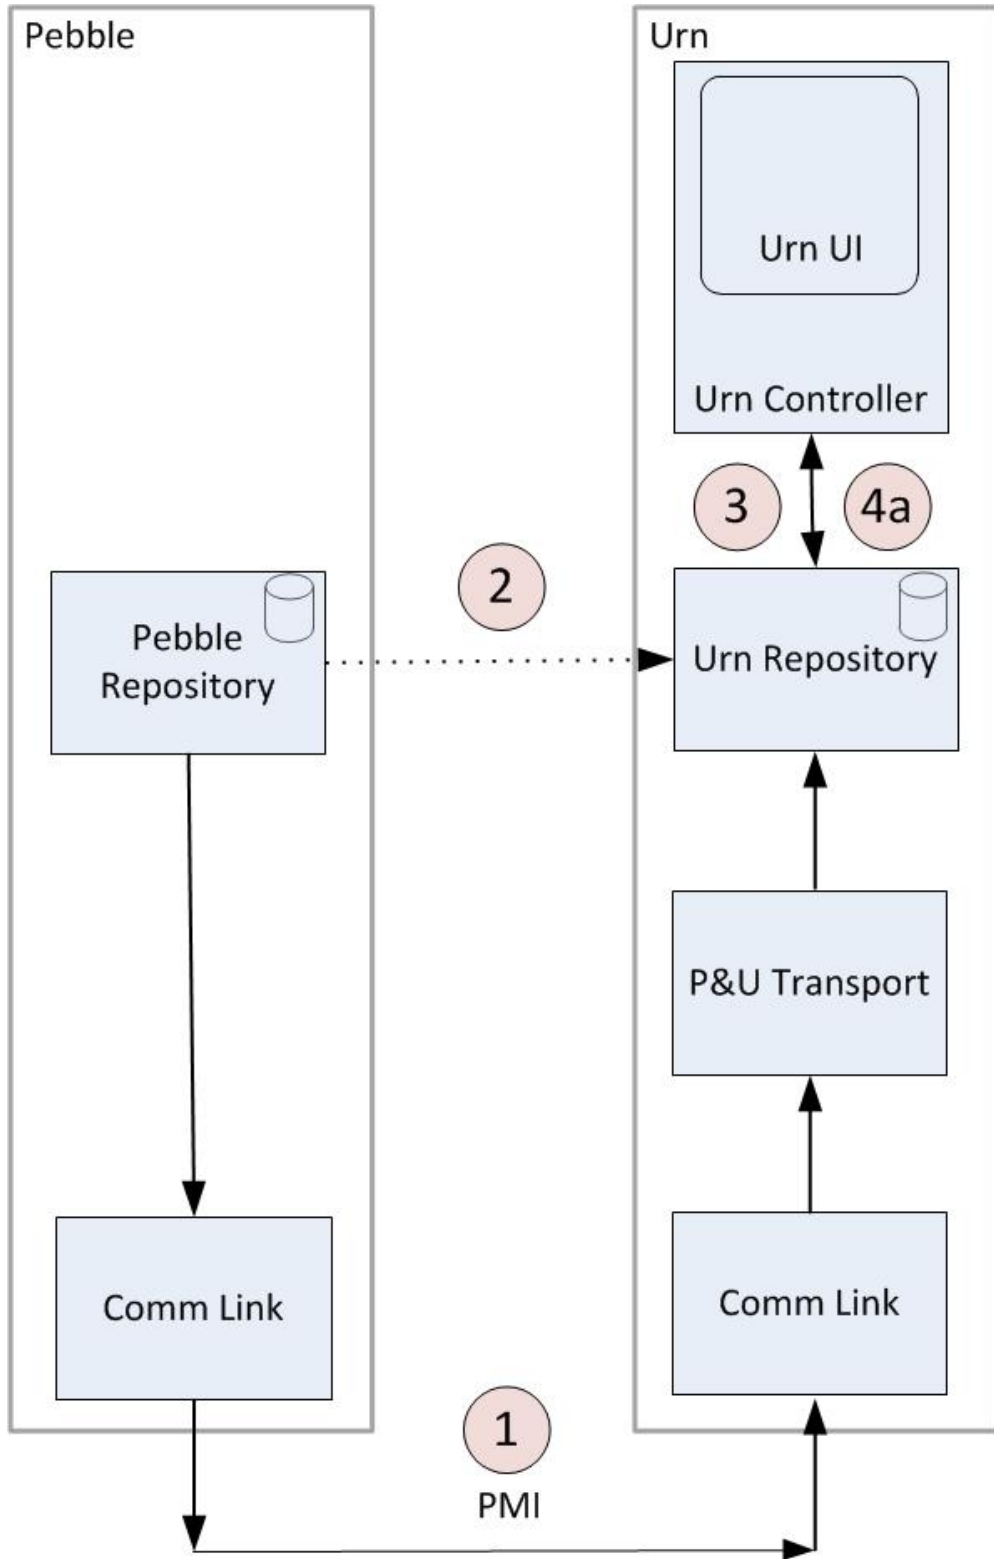 Pebble
Urn
Urn UI
Urn Controller
3
4a
2
Pebble
Repository
Urn Repository
P&U Transport
Comm Link
Comm Link
1
PMI